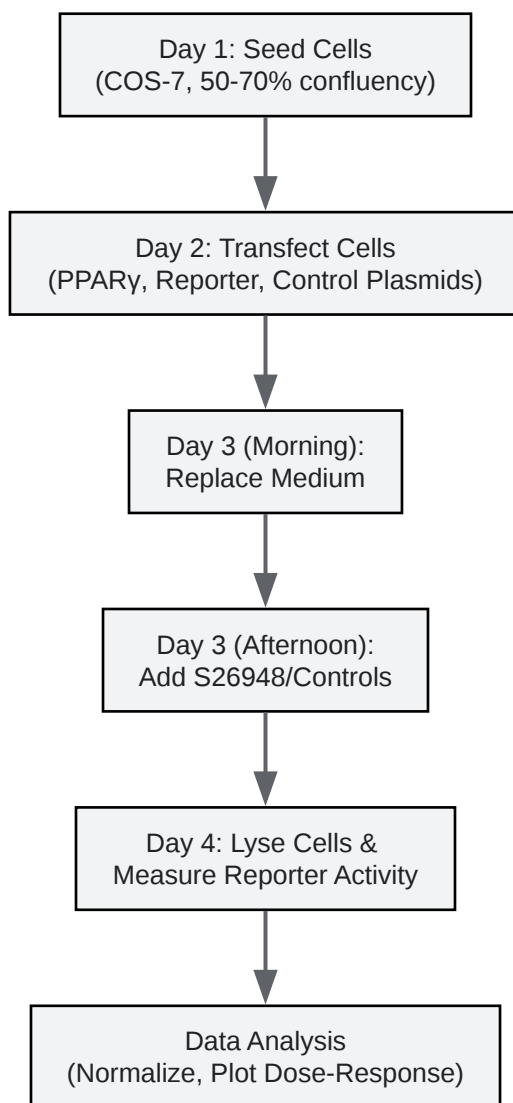 Day 1: Seed Cells
(COS-7, 50-70% confluency)
Day 2: Transfect Cells
(PPARγ, Reporter, Control Plasmids)
Day 3 (Morning):
Replace Medium
Day 3 (Afternoon):
Add S26948/Controls
Day 4: Lyse Cells &
Measure Reporter Activity
Data Analysis
(Normalize, Plot Dose-Response)